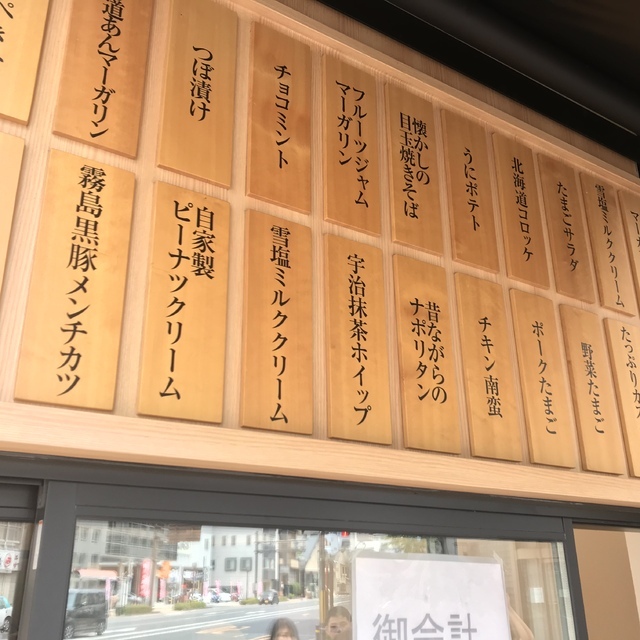 道あんマーガリン
つぼ漬け
チョコミント
フルーツジャム
マーガリン
懐かしの
目玉焼きそば
うにポテト
北海道コロッケ
たまごサラダ
雪塩ミルククリーム
霧島黒豚メンチカツ
自家製
ピーナツクリーム
雪塩ミルククリーム
宇治抹茶ホイップ
昔ながらの
ナポリタン
チキン南蛮
ポークたまご
野菜たまご
たっぷり
御会計